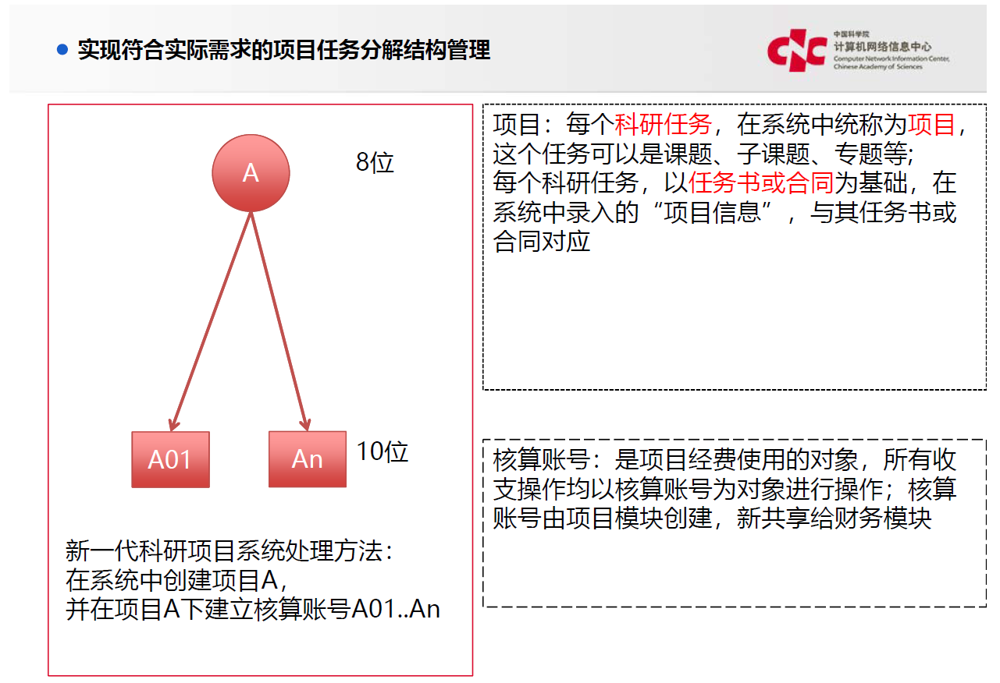 实现符合实际需求的项目任务分解结构管理
中国科学院
计算机网络信息中心
Computer Network Information Center,
Chinese Academy of Sciences
A
8位
A01
An
10位
新一代科研项目系统处理方法：
在系统中创建项目A，
并在项目A下建立核算账号A01..An
项目：每个科研任务，在系统中统称为项目，
这个任务可以是课题、子课题、专题等;
每个科研任务，以任务书或合同为基础，在
系统中录入的“项目信息”，与其任务书或
合同对应
核算账号：是项目经费使用的对象，所有收
支操作均以核算账号为对象进行操作；核算
账号由项目模块创建，新共享给财务模块